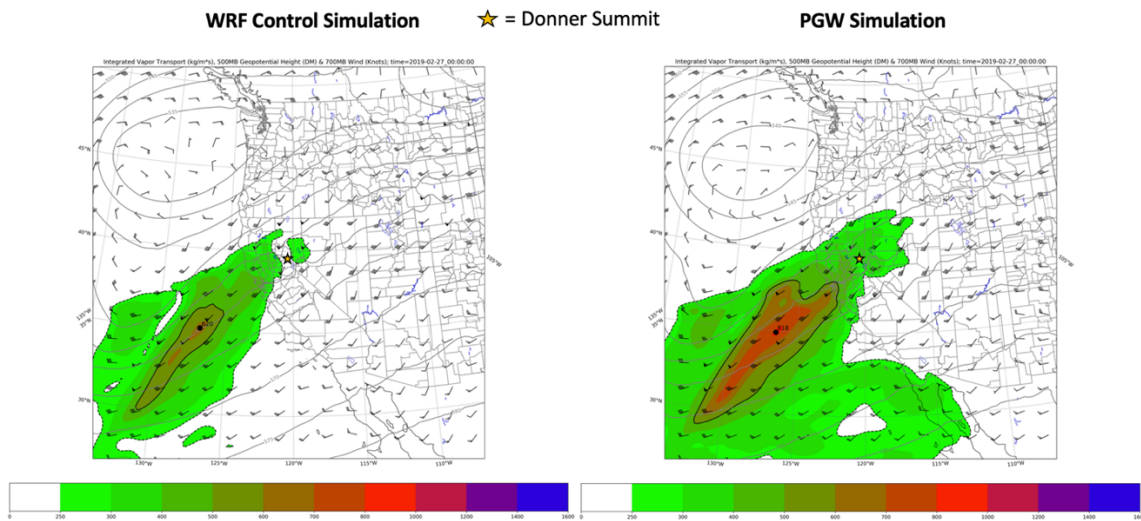 WRF Control Simulation
= Donner Summit
PGW Simulation
Integrated Vapor Transport (kg/m*s), 500MB Geopotential Height (DM) & 700MB Wind (Knots); time=2019-02-27_00:00:00
Integrated Vapor Transport (kg/m*s), 500MB Geopotential Height (DM) & 700MB Wind (Knots); time=2019-02-27_00:00:00
45°N
45°N
40°N
105°W
40°N
105°W
135°W
35°N
135°W
35°N
818
570
30°N
30°N
575
130°W 125°W 120°W 115°W 110°W
130°W 125°W 120°W 115°W 110°W
0 250 300 400 500 600 700 800 1000 1200 1400 1600
0 250 300 400 500 600 700 800 1000 1200 1400